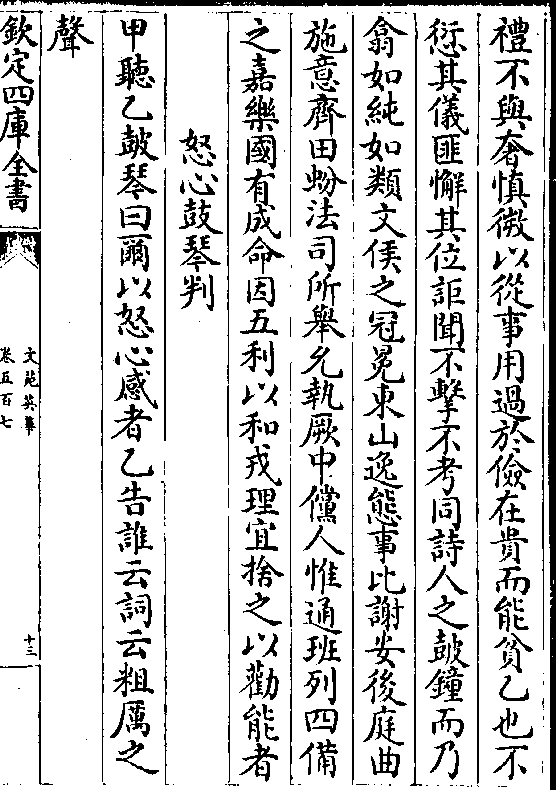 禮不與奢慎微以從事用過於儉在貴而能貧乙也不
愆其儀匪懈其位詎聞不擊不考同詩人之鼓鐘而乃
翕如純如類文侯之冠冕東山逸態事比謝安後庭曲
施意齊田蚡法司所舉允執厥中儻人惟通班列四備
之嘉樂國有成命因五利以和戎理宜捨之以勸能者
怒心鼓琴判
甲聽乙鼓琴曰爾以怒心感者乙告誰云詞云粗厲之
聲
欽定四庫全書
文苑英華
卷五百七
十三